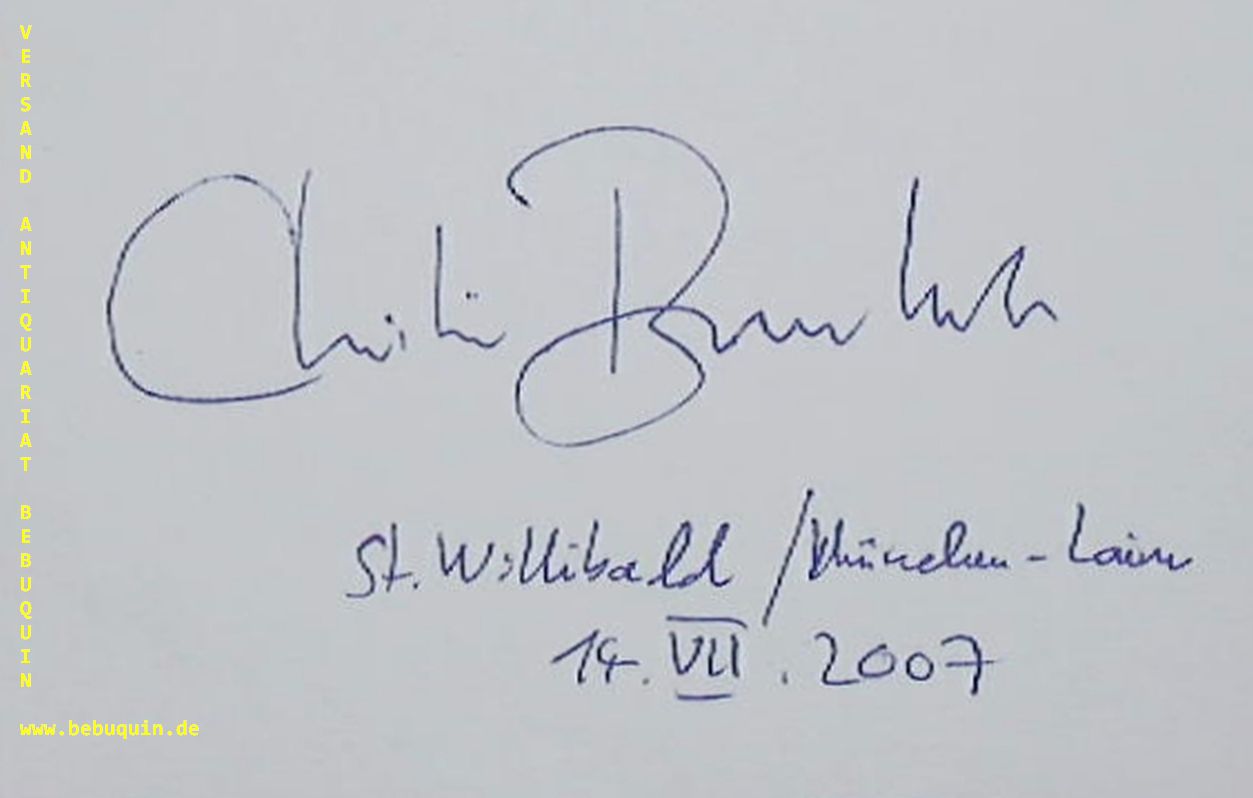 VERSAND ANTIQUARIAT BEBUQUIN
www.bebuquin.de
St. Willibald / München - Laim
14. VII. 2007